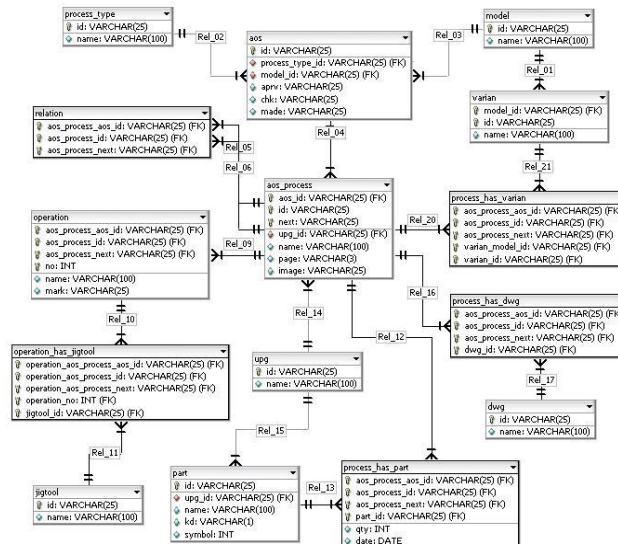 process_type
id: VARCHAR(25)
name: VARCHAR(100)
Rel_02
aos
id: VARCHAR(25)
process_type_id: VARCHAR(25) (FK)
model_id: VARCHAR(25) (FK)
aprv: VARCHAR(25)
chk: VARCHAR(25)
made: VARCHAR(25)
Rel_03
model
id: VARCHAR(25)
name: VARCHAR(100)
Rel_01
varian
model_id: VARCHAR(25) (FK)
id: VARCHAR(25)
name: VARCHAR(100)
Rel_21
relation
aos_process_aos_id: VARCHAR(25) (FK)
aos_process_id: VARCHAR(25) (FK)
aos_process_next: VARCHAR(25) (FK)
Rel_05
Rel_06
Rel_04
aos_process
aos_id: VARCHAR(25) (FK)
id: VARCHAR(25)
next: VARCHAR(25)
upg_id: VARCHAR(25) (FK)
name: VARCHAR(100)
page: VARCHAR(3)
image: VARCHAR(25)
Rel_20
process_has_varian
aos_process_aos_id: VARCHAR(25) (FK)
aos_process_id: VARCHAR(25) (FK)
aos_process_next: VARCHAR(25) (FK)
varian_model_id: VARCHAR(25) (FK)
varian_id: VARCHAR(25) (FK)
operation
aos_process_aos_id: VARCHAR(25) (FK)
aos_process_id: VARCHAR(25) (FK)
aos_process_next: VARCHAR(25) (FK)
no: INT
name: VARCHAR(100)
mark: VARCHAR(25)
Rel_09
Rel_10
Rel_14
Rel_12
Rel_16
process_has_dwg
aos_process_aos_id: VARCHAR(25) (FK)
aos_process_id: VARCHAR(25) (FK)
aos_process_next: VARCHAR(25) (FK)
dwg_id: VARCHAR(25) (FK)
Rel_17
dwg
id: VARCHAR(25)
name: VARCHAR(100)
operation_has_jigtool
operation_aos_process_aos_id: VARCHAR(25) (FK)
operation_aos_process_id: VARCHAR(25) (FK)
operation_aos_process_next: VARCHAR(25) (FK)
operation_no: INT (FK)
jigtool_id: VARCHAR(25) (FK)
Rel_11
jigtool
id: VARCHAR(25)
name: VARCHAR(100)
upg
id: VARCHAR(25)
name: VARCHAR(100)
Rel_15
part
id: VARCHAR(25)
upg_id: VARCHAR(25) (FK)
name: VARCHAR(100)
kd: VARCHAR(1)
symbol: INT
Rel_13
process_has_part
aos_process_aos_id: VARCHAR(25) (FK)
aos_process_id: VARCHAR(25) (FK)
aos_process_next: VARCHAR(25) (FK)
part_id: VARCHAR(25) (FK)
qty: INT
date: DATE